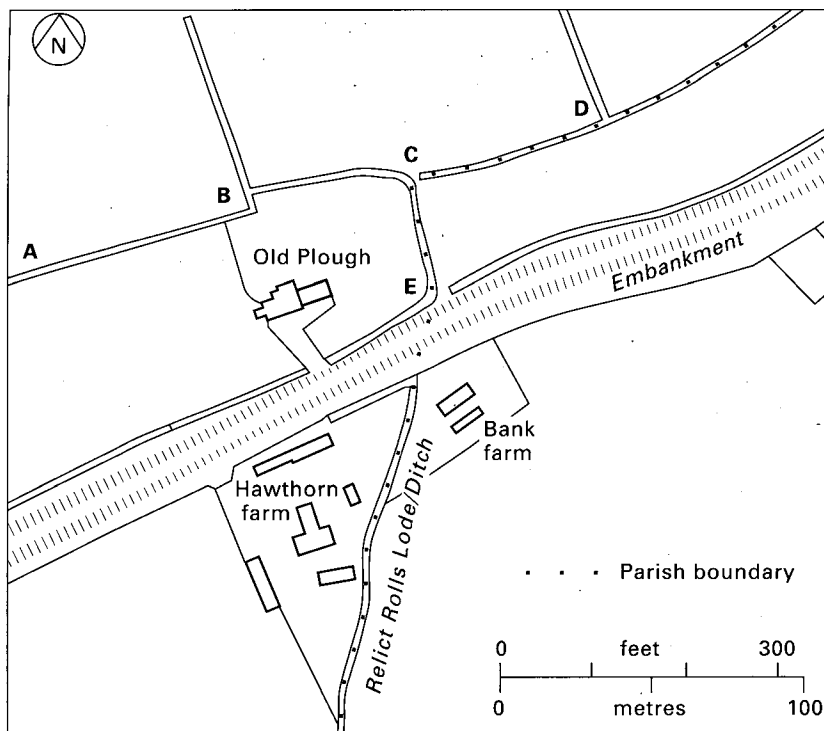 N
D
C
B
A
Old Plough
E
Embankment
Bank
farm
Hawthorn
farm
Relict Rolls Lode/Ditch
Parish boundary
0 feet 300
0 metres 100